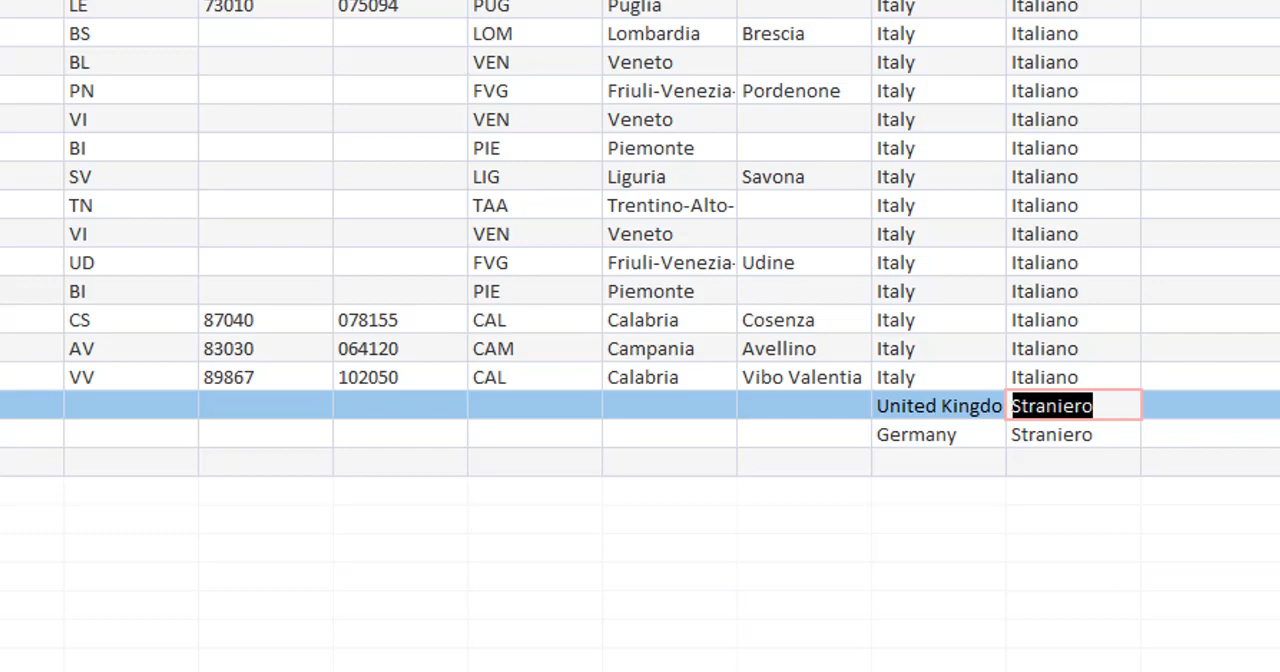 LE 73010 075094 PUG Puglia Italy Italiano
BS LOM Lombardia Brescia Italy Italiano
BL VEN Veneto Italy Italiano
PN FVG Friuli-Venezia- Pordenone Italy Italiano
VI VEN Veneto Italy Italiano
BI PIE Piemonte Italy Italiano
SV LIG Liguria Savona Italy Italiano
TN TAA Trentino-Alto- Italy Italiano
VI VEN Veneto Italy Italiano
UD FVG Friuli-Venezia- Udine Italy Italiano
BI PIE Piemonte Italy Italiano
CS 87040 078155 CAL Calabria Cosenza Italy Italiano
AV 83030 064120 CAM Campania Avellino Italy Italiano
VV 89867 102050 CAL Calabria Vibo Valentia Italy Italiano
United Kingdo Straniero
Germany Straniero